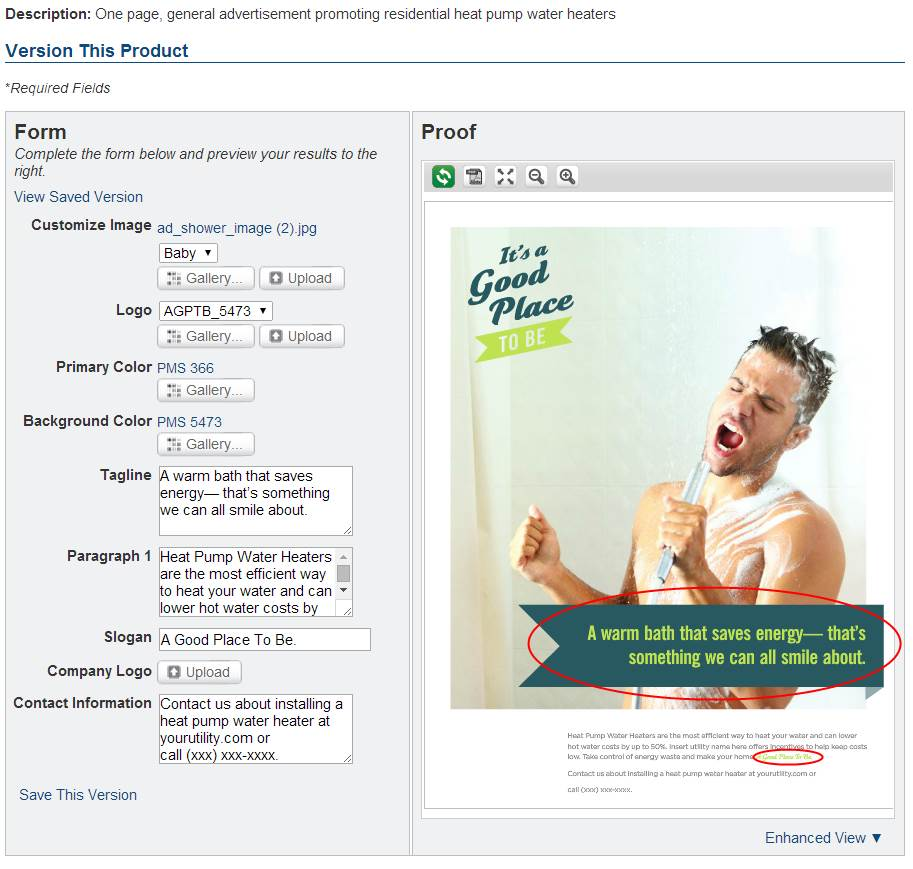 Description: One page, general advertisement promoting residential heat pump water heaters
Version This Product
*Required Fields
Form
Complete the form below and preview your results to the
right.
View Saved Version
Customize Image ad_shower_image (2).jpg
Baby
Gallery... Upload
Logo AGPTB_5473
Gallery... Upload
Primary Color PMS 366
Gallery...
Background Color PMS 5473
Gallery...
Tagline A warm bath that saves
energy— that's something
we can all smile about.
Paragraph 1 Heat Pump Water Heaters
are the most efficient way
to heat your water and can
lower hot water costs by
Slogan A Good Place To Be.
Company Logo Upload
Contact Information Contact us about installing a
heat pump water heater at
yourutility.com or
call (xxx) xxx-xxxx.
Save This Version
Proof
It's a
Good
Place
TO BE
A warm bath that saves energy— that's
something we can all smile about.
Heat Pump Water Heaters are the most efficient way to heat your water and can lower
hot water costs by up to 50%. Insert utility name here offers incentives to help keep costs
low. Take control of energy waste and make your home A Good Place To Be.
Contact us about installing a heat pump water heater at yourutility.com or
call (xxx) xxx-xxxx.
Enhanced View ▼